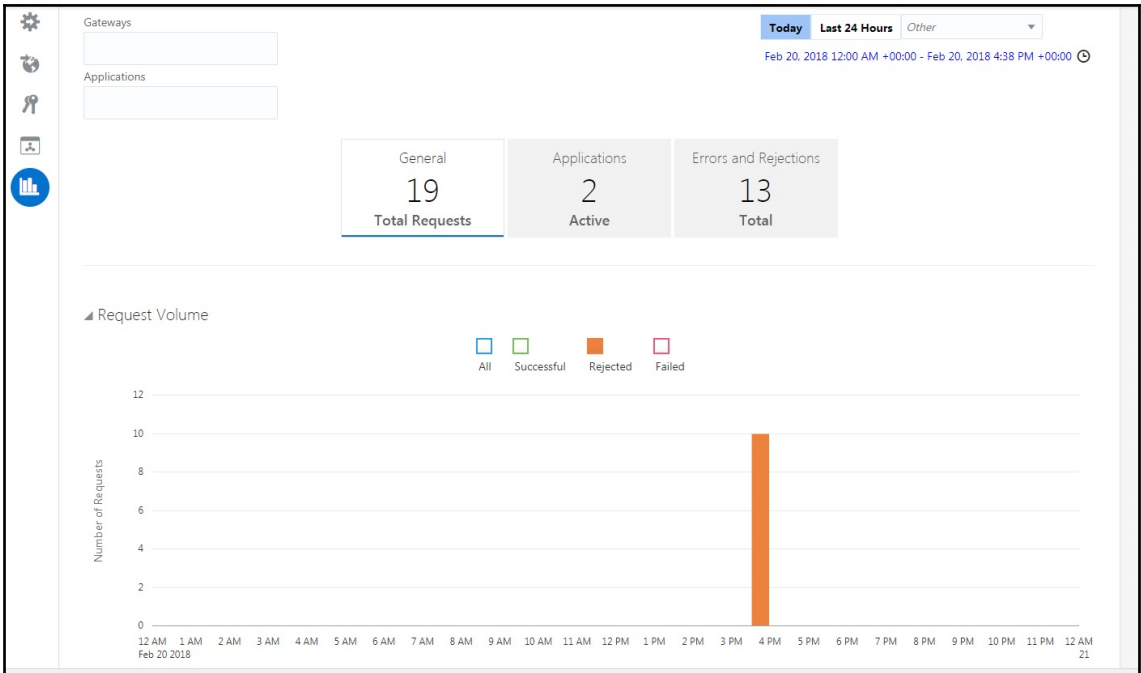 Gateways
Today Last 24 Hours Other
Feb 20, 2018 12:00 AM +00:00 - Feb 20, 2018 4:38 PM +00:00
Applications
General Applications Errors and Rejections
19 2 13
Total Requests Active Total
Request Volume
All Successful Rejected Failed
12
10
8
6
4
2
0
Number of Requests
12 AM 1 AM 2 AM 3 AM 4 AM 5 AM 6 AM 7 AM 8 AM 9 AM 10 AM 11 AM 12 PM 1 PM 2 PM 3 PM 4 PM 5 PM 6 PM 7 PM 8 PM 9 PM 10 PM 11 PM 12 AM
Feb 20 2018 21